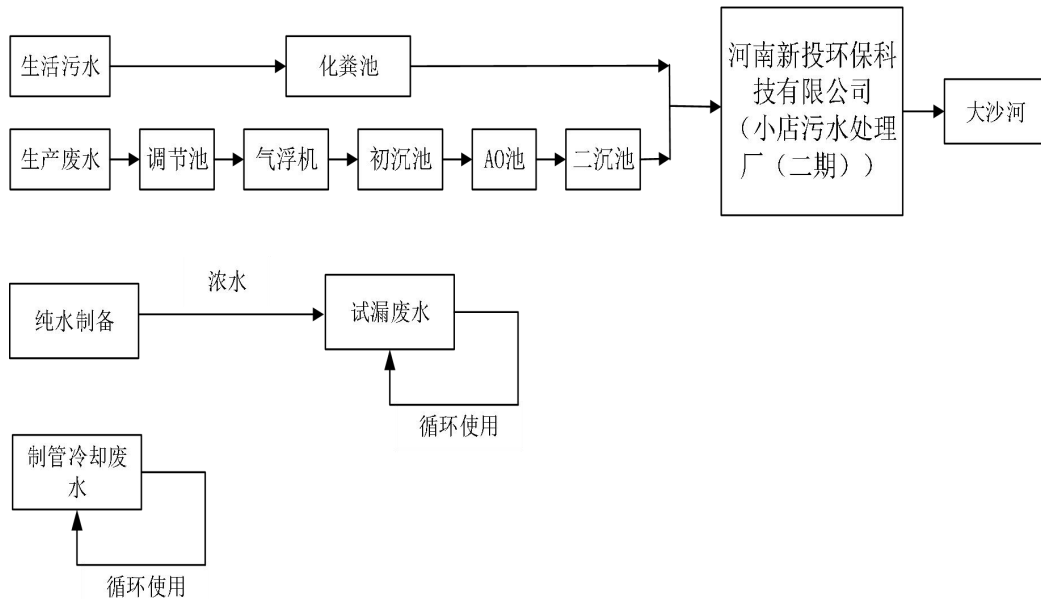 生活污水
化粪池
河南新投环保科
技有限公司
（小店污水处理
厂（二期））
大沙河
生产废水
调节池
气浮机
初沉池
AO池
二沉池
浓水
纯水制备
试漏废水
循环使用
制管冷却废
水
循环使用